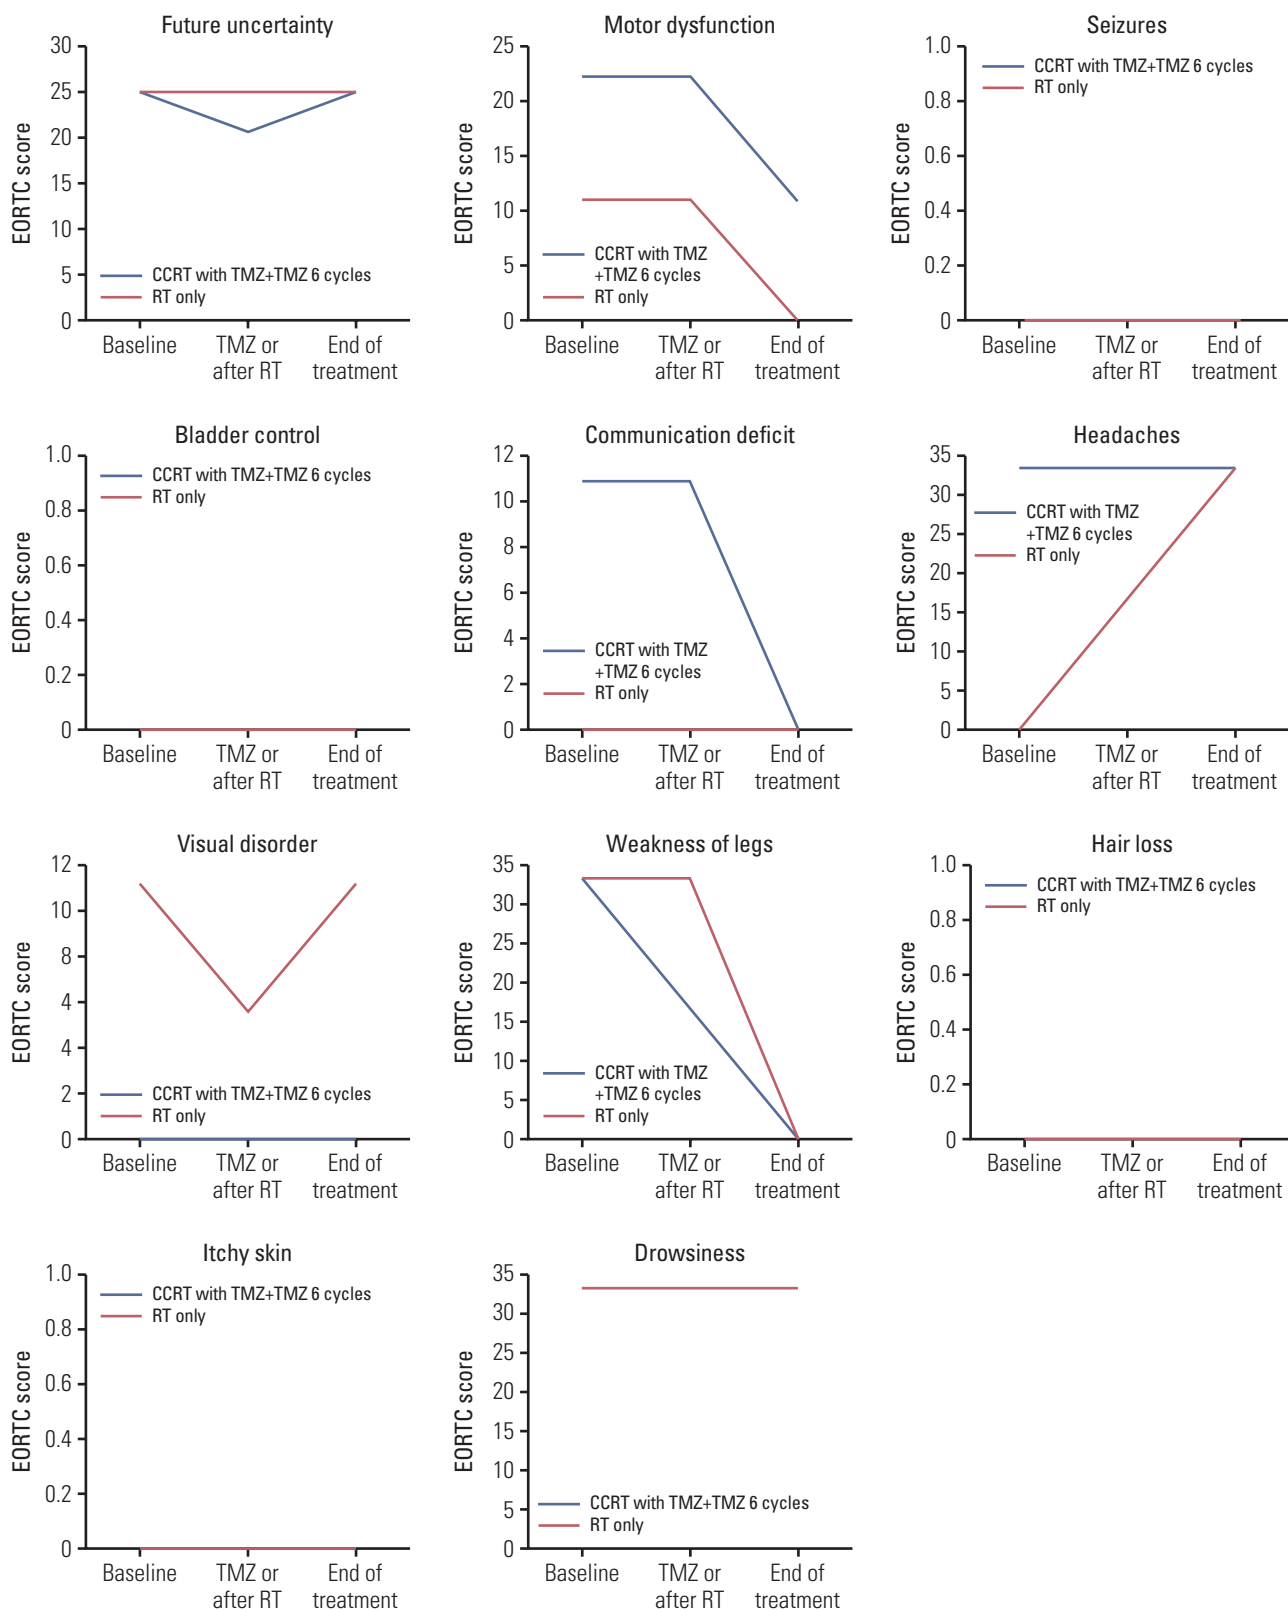 Future uncertainty
30
25
20
15
10
5
0
EORTC score
CCRT with TMZ+TMZ 6 cycles
RT only
Baseline
TMZ or
after RT
End of
treatment
Motor dysfunction
25
20
15
10
5
0
EORTC score
CCRT with TMZ
+TMZ 6 cycles
RT only
Baseline
TMZ or
after RT
End of
treatment
Seizures
1.0
0.8
0.6
0.4
0.2
0
EORTC score
CCRT with TMZ+TMZ 6 cycles
RT only
Baseline
TMZ or
after RT
End of
treatment
Bladder control
1.0
0.8
0.6
0.4
0.2
0
EORTC score
CCRT with TMZ+TMZ 6 cycles
RT only
Baseline
TMZ or
after RT
End of
treatment
Communication deficit
12
10
8
6
4
2
0
EORTC score
CCRT with TMZ
+TMZ 6 cycles
RT only
Baseline
TMZ or
after RT
End of
treatment
Headaches
35
30
25
33
15
10
5
0
EORTC score
CCRT with TMZ
+TMZ 6 cycles
RT only
Baseline
TMZ or
after RT
End of
treatment
Visual disorder
12
10
8
4
4
2
0
EORTC score
CCRT with TMZ+TMZ 6 cycles
RT only
Baseline
TMZ or
after RT
End of
treatment
Weakness of legs
35
30
25
20
15
10
5
0
EORTC score
CCRT with TMZ
+TMZ 6 cycles
RT only
Baseline
TMZ or
after RT
End of
treatment
Hair loss
1.0
0.8
0.6
0.4
0.2
0
EORTC score
CCRT with TMZ+TMZ 6 cycles
RT only
Baseline
TMZ or
after RT
End of
treatment
Itchy skin
1.0
0.8
0.6
0.4
0.2
0
EORTC score
CCRT with TMZ+TMZ 6 cycles
RT only
Baseline
TMZ or
after RT
End of
treatment
Drowsiness
35
30
25
20
15
10
5
0
EORTC score
CCRT with TMZ+TMZ 6 cycles
RT only
Baseline
TMZ or
after RT
End of
treatment